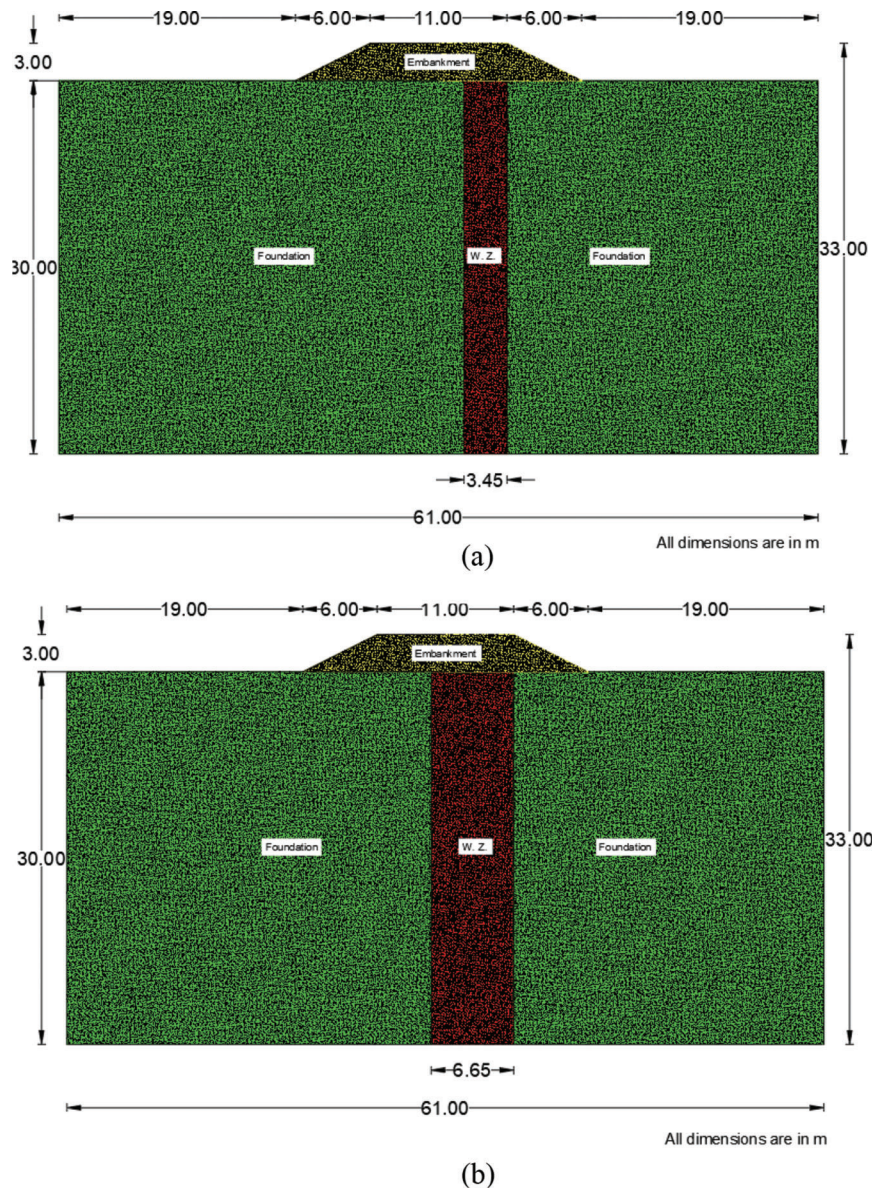 19.00 6.00 11.00 6.00 19.00
3.00
Embankment
30.00
Foundation
W. Z.
Foundation
33.00
3.45
61.00
All dimensions are in m
(a)
19.00 6.00 11.00 6.00 19.00
3.00
Embankment
30.00
Foundation
W. Z.
Foundation
33.00
6.65
61.00
All dimensions are in m
(b)